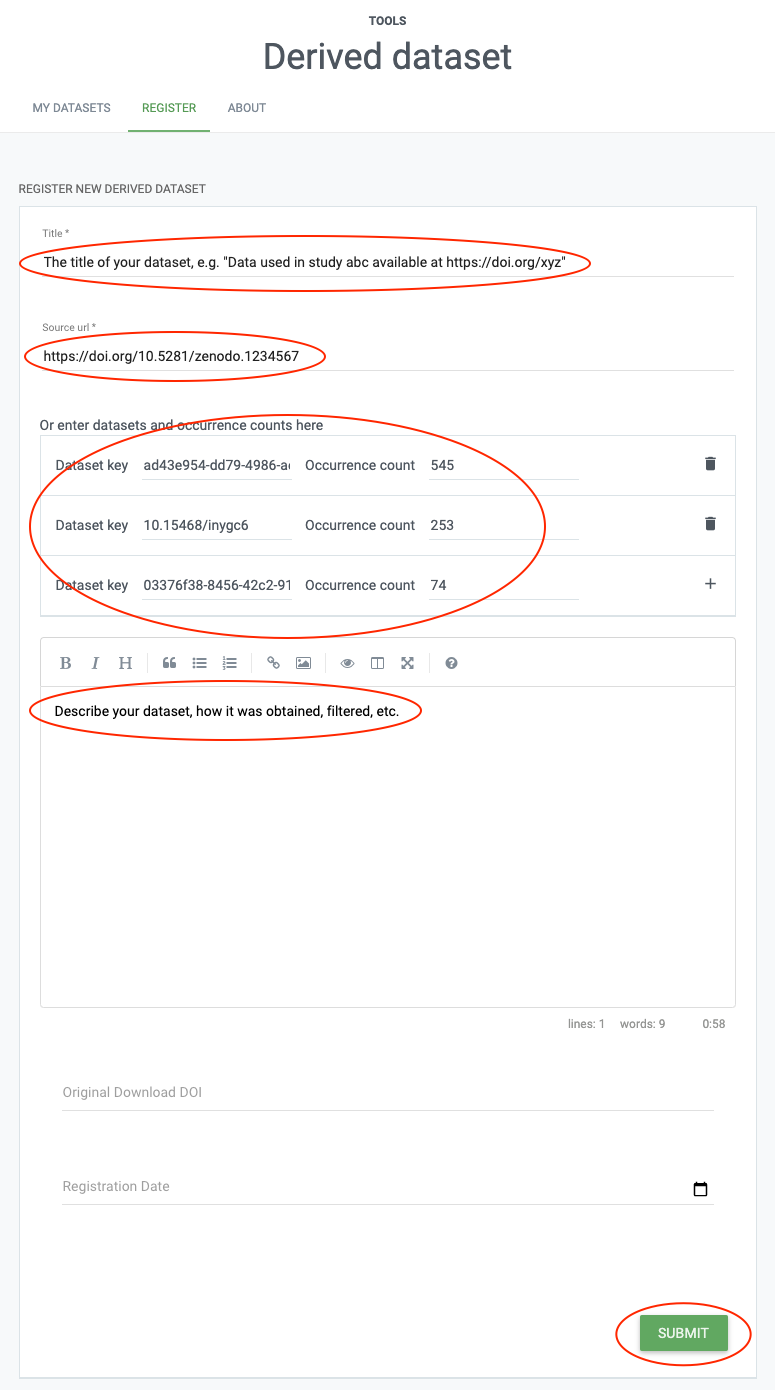 TOOLS
Derived dataset
MY DATASETS REGISTER ABOUT
REGISTER NEW DERIVED DATASET
Title *
The title of your dataset, e.g. "Data used in study abc available at https://doi.org/xyz"
Source url *
https://doi.org/10.5281/zenodo.1234567
Or enter datasets and occurrence counts here
Dataset key ad43e954-dd79-4986-a Occurrence count 545
Dataset key 10.15468/inygc6 Occurrence count 253
Dataset key 03376f38-8456-42c2-91 Occurrence count 74
B I H
Describe your dataset, how it was obtained, filtered, etc.
lines: 1 words: 9 0:58
Original Download DOI
Registration Date
SUBMIT